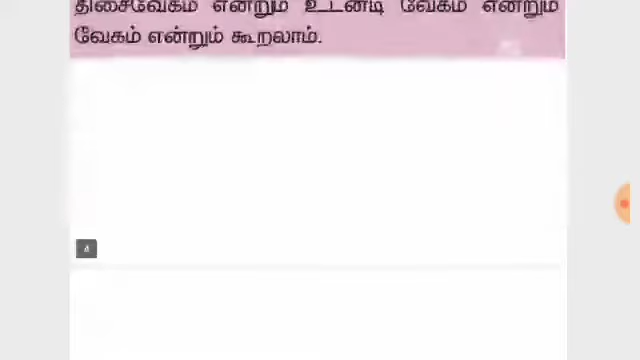 திசைவேகம் என்றும் உடனடி வேகம் என்றும்
வேகம் என்றும் கூறலாம்.